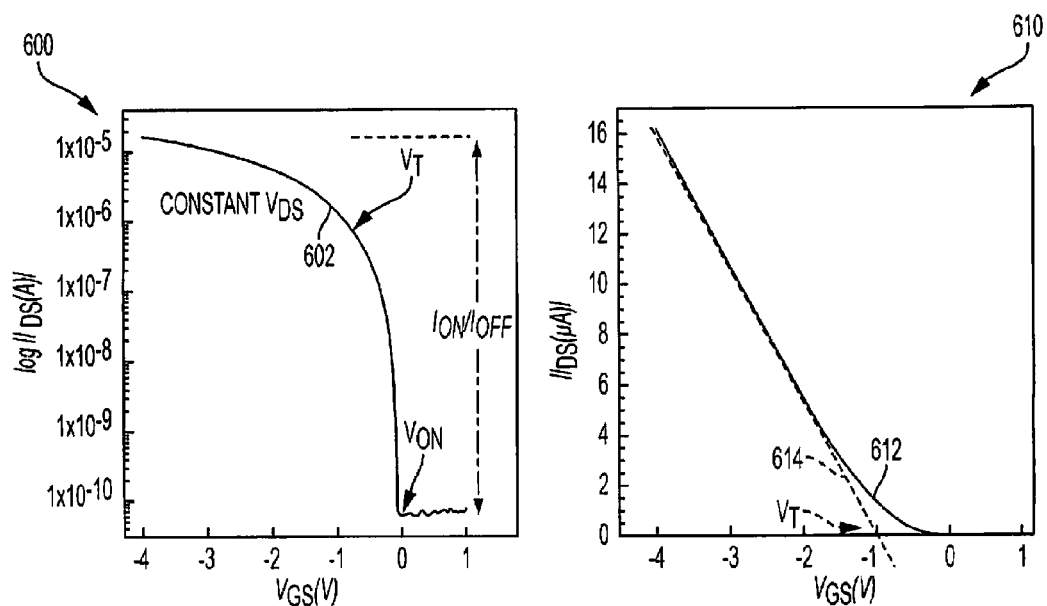 600
log |I DS(A)|
1x10-5
1x10-6
1x10-7
1x10-8
1x10-9
1x10-10
CONSTANT VDS
602
VT
ION/IOFF
VON
-4 -3 -2 -1 0 1
VGS(V)
610
|IDS(μA)|
16
14
12
10
8
6
4
2
0
614
612
VT
-4 -3 -2 -1 0 1
VGS(V)